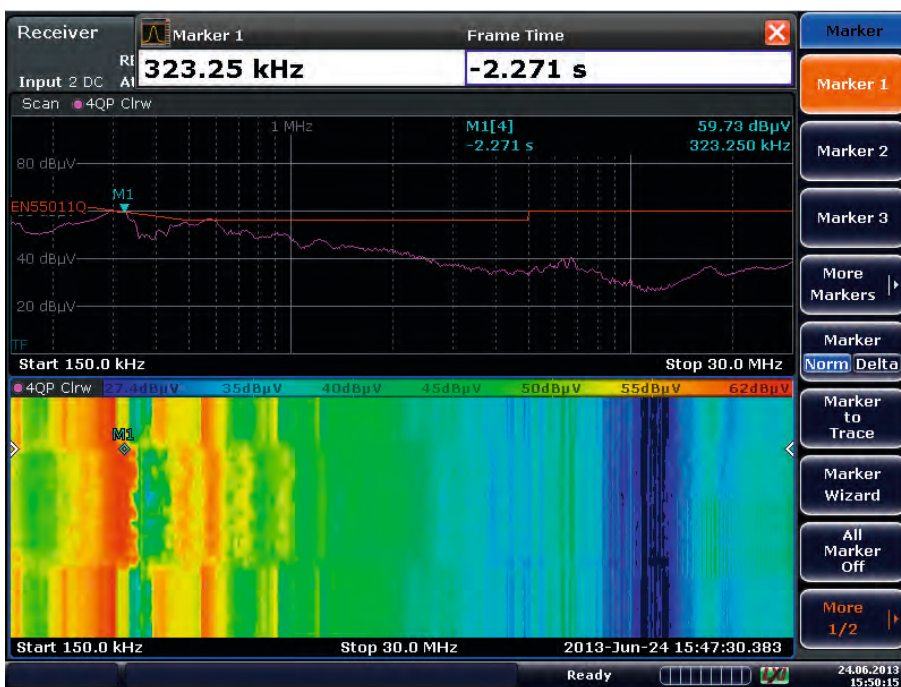 Receiver
Marker 1
Frame Time
323.25 kHz
-2.271 s
Input 2 DC
Scan 4QP Clrw
1 MHz
M1[4] 59.73 dBµV
-2.271 s 323.250 kHz
80 dBµV
M1
EN55011Q
40 dBµV
20 dBµV
TF
Start 150.0 kHz Stop 30.0 MHz
4QP Clrw 27.4dBµV 35dBµV 40dBµV 45dBµV 50dBµV 55dBµV 62dBµV
M1
Start 150.0 kHz Stop 30.0 MHz 2013-Jun-24 15:47:30.383
Ready
LXI
24.06.2013
15:50:15
Marker
Marker 1
Marker 2
Marker 3
More
Markers
Marker
Norm Delta
Marker
to
Trace
Marker
Wizard
All
Marker
Off
More
1/2